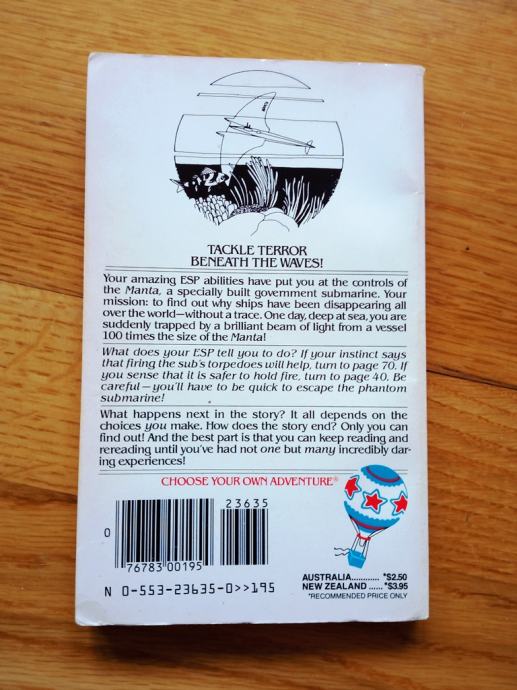 TACKLE TERROR
BENEATH THE WAVES!
Your amazing ESP abilities have put you at the controls of
the Manta, a specially built government submarine. Your
mission: to find out why ships have been disappearing all
over the world—without a trace. One day, deep at sea, you are
suddenly trapped by a brilliant beam of light from a vessel
100 times the size of the Manta!
What does your ESP tell you to do? If your instinct says
that firing the sub's torpedoes will help, turn to page 70. If
you sense that it is safer to hold fire, turn to page 40. Be
careful—you'll have to be quick to escape the phantom
submarine!
What happens next in the story? It all depends on the
choices you make. How does the story end? Only you can
find out! And the best part is that you can keep reading and
rereading until you've had not one but many incredibly dar-
ing experiences!
CHOOSE YOUR OWN ADVENTURE®
23635
0
76783 00195
N 0-553-23635-0>>195
AUSTRALIA............ *$2.50
NEW ZEALAND ...... *$3.95
*RECOMMENDED PRICE ONLY